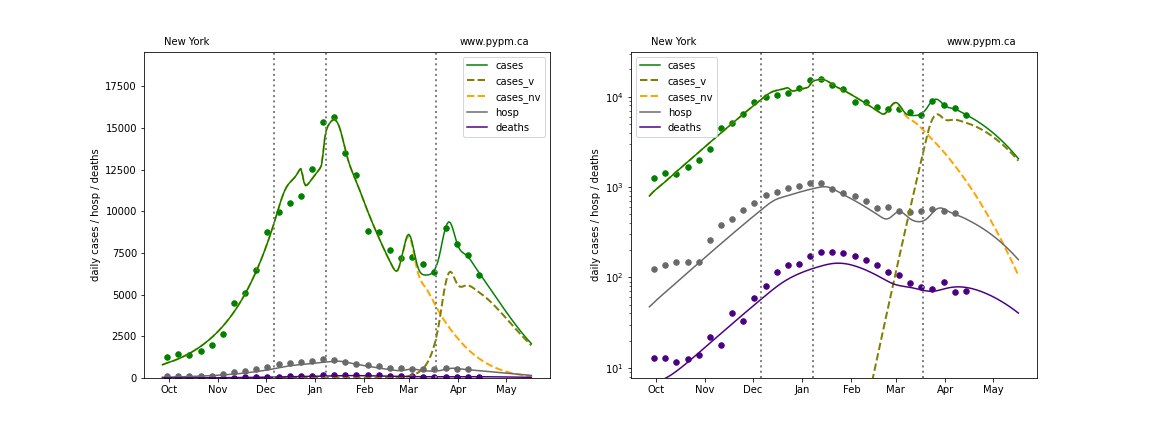 New York www.pypm.ca
cases
cases_v
cases_nv
hosp
deaths
17500
15000
12500
10000
7500
5000
2500
0
daily cases / hosp / deaths
Oct Nov Dec Jan Feb Mar Apr May
New York www.pypm.ca
cases
cases_v
cases_nv
hosp
deaths
10⁴
10³
10²
10¹
daily cases / hosp / deaths
Oct Nov Dec Jan Feb Mar Apr May